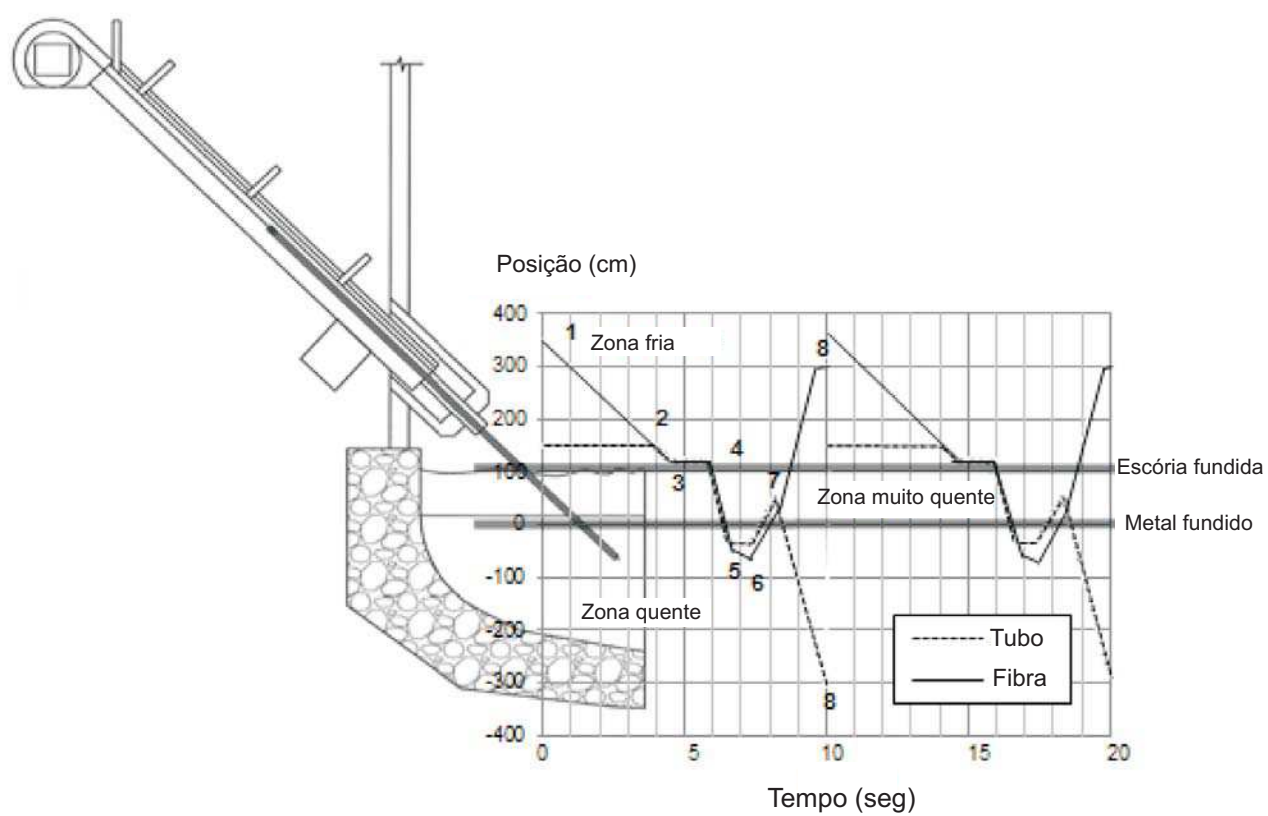 Posição (cm)
400
300
200
100
0
-100
-200
-300
-400
1
Zona fria
2
3
4
5
6
7
8
8
Zona muito quente
Zona quente
Escória fundida
Metal fundido
Tubo
Fibra
0
5
10
15
20
Tempo (seg)